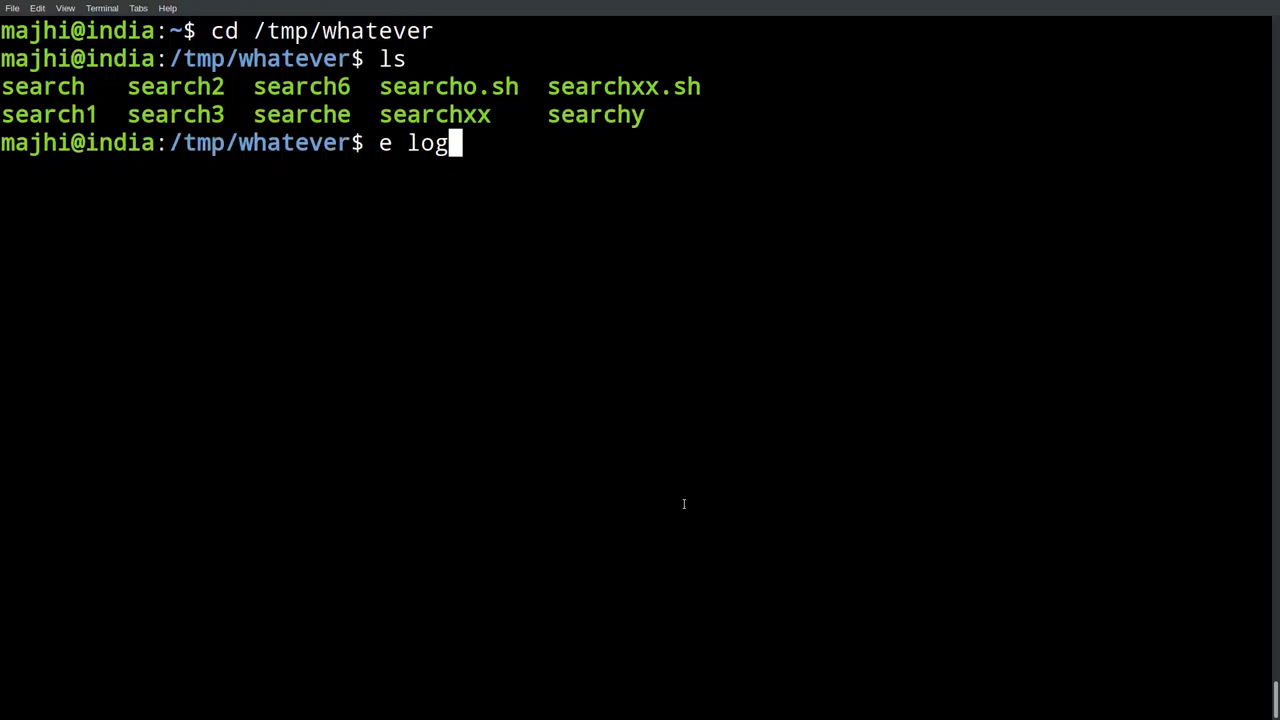 File Edit View Terminal Tabs Help
majhi@india:~$ cd /tmp/whatever
majhi@india:/tmp/whatever$ ls
search search2 search6 searcho.sh searchxx.sh
search1 search3 searche searchxx searchy
majhi@india:/tmp/whatever$ e log